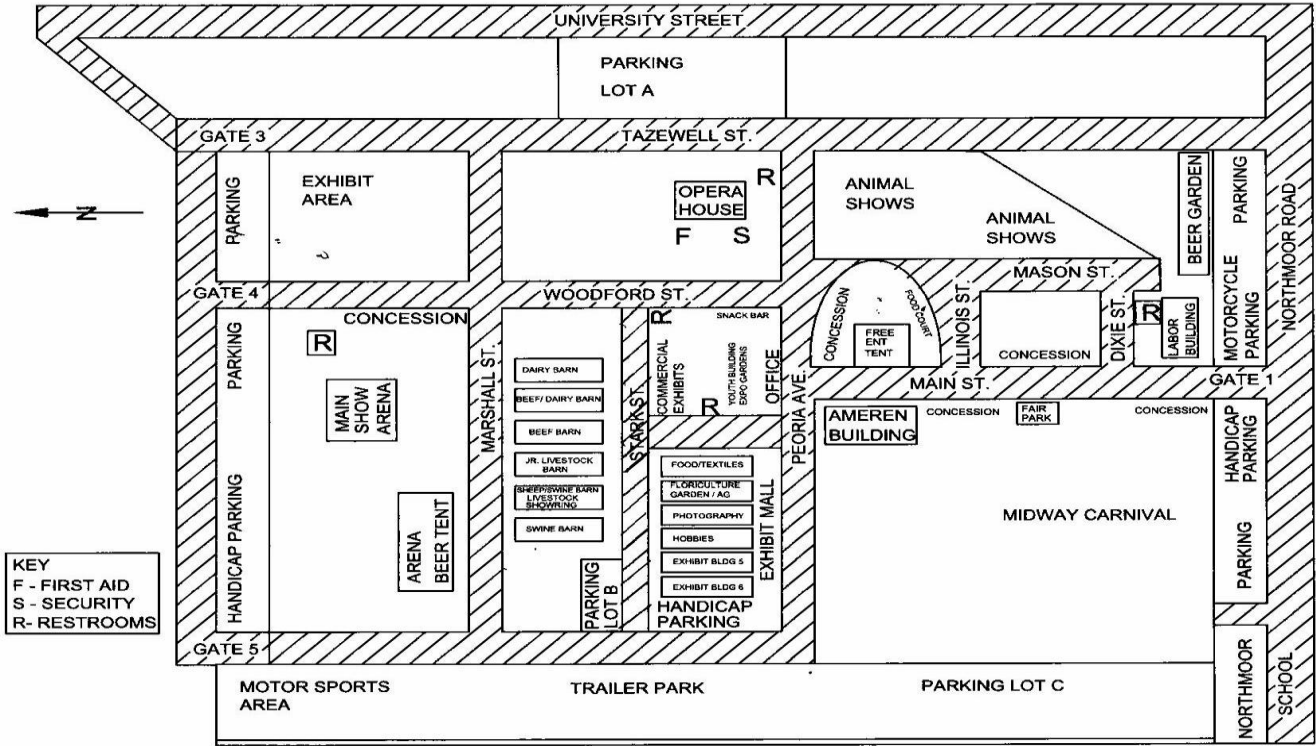 UNIVERSITY STREET
PARKING
LOT A
GATE 3
TAZEWELL ST.
PARKING
EXHIBIT
AREA
R
OPERA
HOUSE
F
S
ANIMAL
SHOWS
ANIMAL
SHOWS
BEER GARDEN
PARKING
MOTORCYCLE
PARKING
NORTHMOOR ROAD
N
GATE 4
WOODFORD ST.
MASON ST.
PARKING
CONCESSION
R
MAIN
SHOW
ARENA
MARSHALL ST.
DAIRY BARN
BEEF/ DAIRY BARN
BEEF BARN
JR. LIVESTOCK
BARN
SHEEP/SWINE BARN
LIVESTOCK
SHOWRING
SWINE BARN
STARK ST.
R
SNACK BAR
COMMERCIAL
EXHIBITS
YOUTH BUILDING
EXPO GARDENS
R
OFFICE
PEORIA AVE.
CONCESSION
FOOD COURT
FREE
ENT
TENT
ILLINOIS ST.
CONCESSION
DIXIE ST.
R
LABOR
BUILDING
MAIN ST.
GATE 1
AMEREN
BUILDING
CONCESSION
FAIR
PARK
CONCESSION
HANDICAP
PARKING
PARKING
MIDWAY CARNIVAL
FOOD/TEXTILES
FLORICULTURE
GARDEN / AG
PHOTOGRAPHY
HOBBIES
EXHIBIT BLDG 5
EXHIBIT BLDG 6
EXHIBIT MALL
HANDICAP
PARKING
PARKING
LOT B
HANDICAP PARKING
ARENA
BEER TENT
KEY
F - FIRST AID
S - SECURITY
R- RESTROOMS
GATE 5
MOTOR SPORTS
AREA
TRAILER PARK
PARKING LOT C
NORTHMOOR
SCHOOL